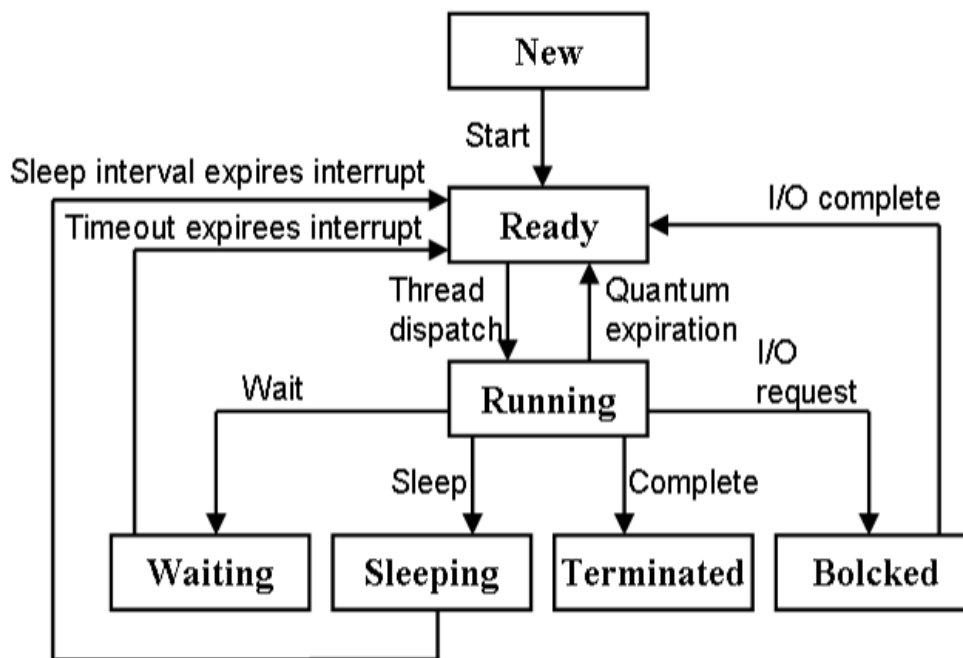 New
Start
Sleep interval expires interrupt
I/O complete
Timeout expirees interrupt
Ready
Thread
dispatch
Quantum
expiration
I/O
request
Wait
Running
Sleep
Complete
Waiting
Sleeping
Terminated
Bolcked